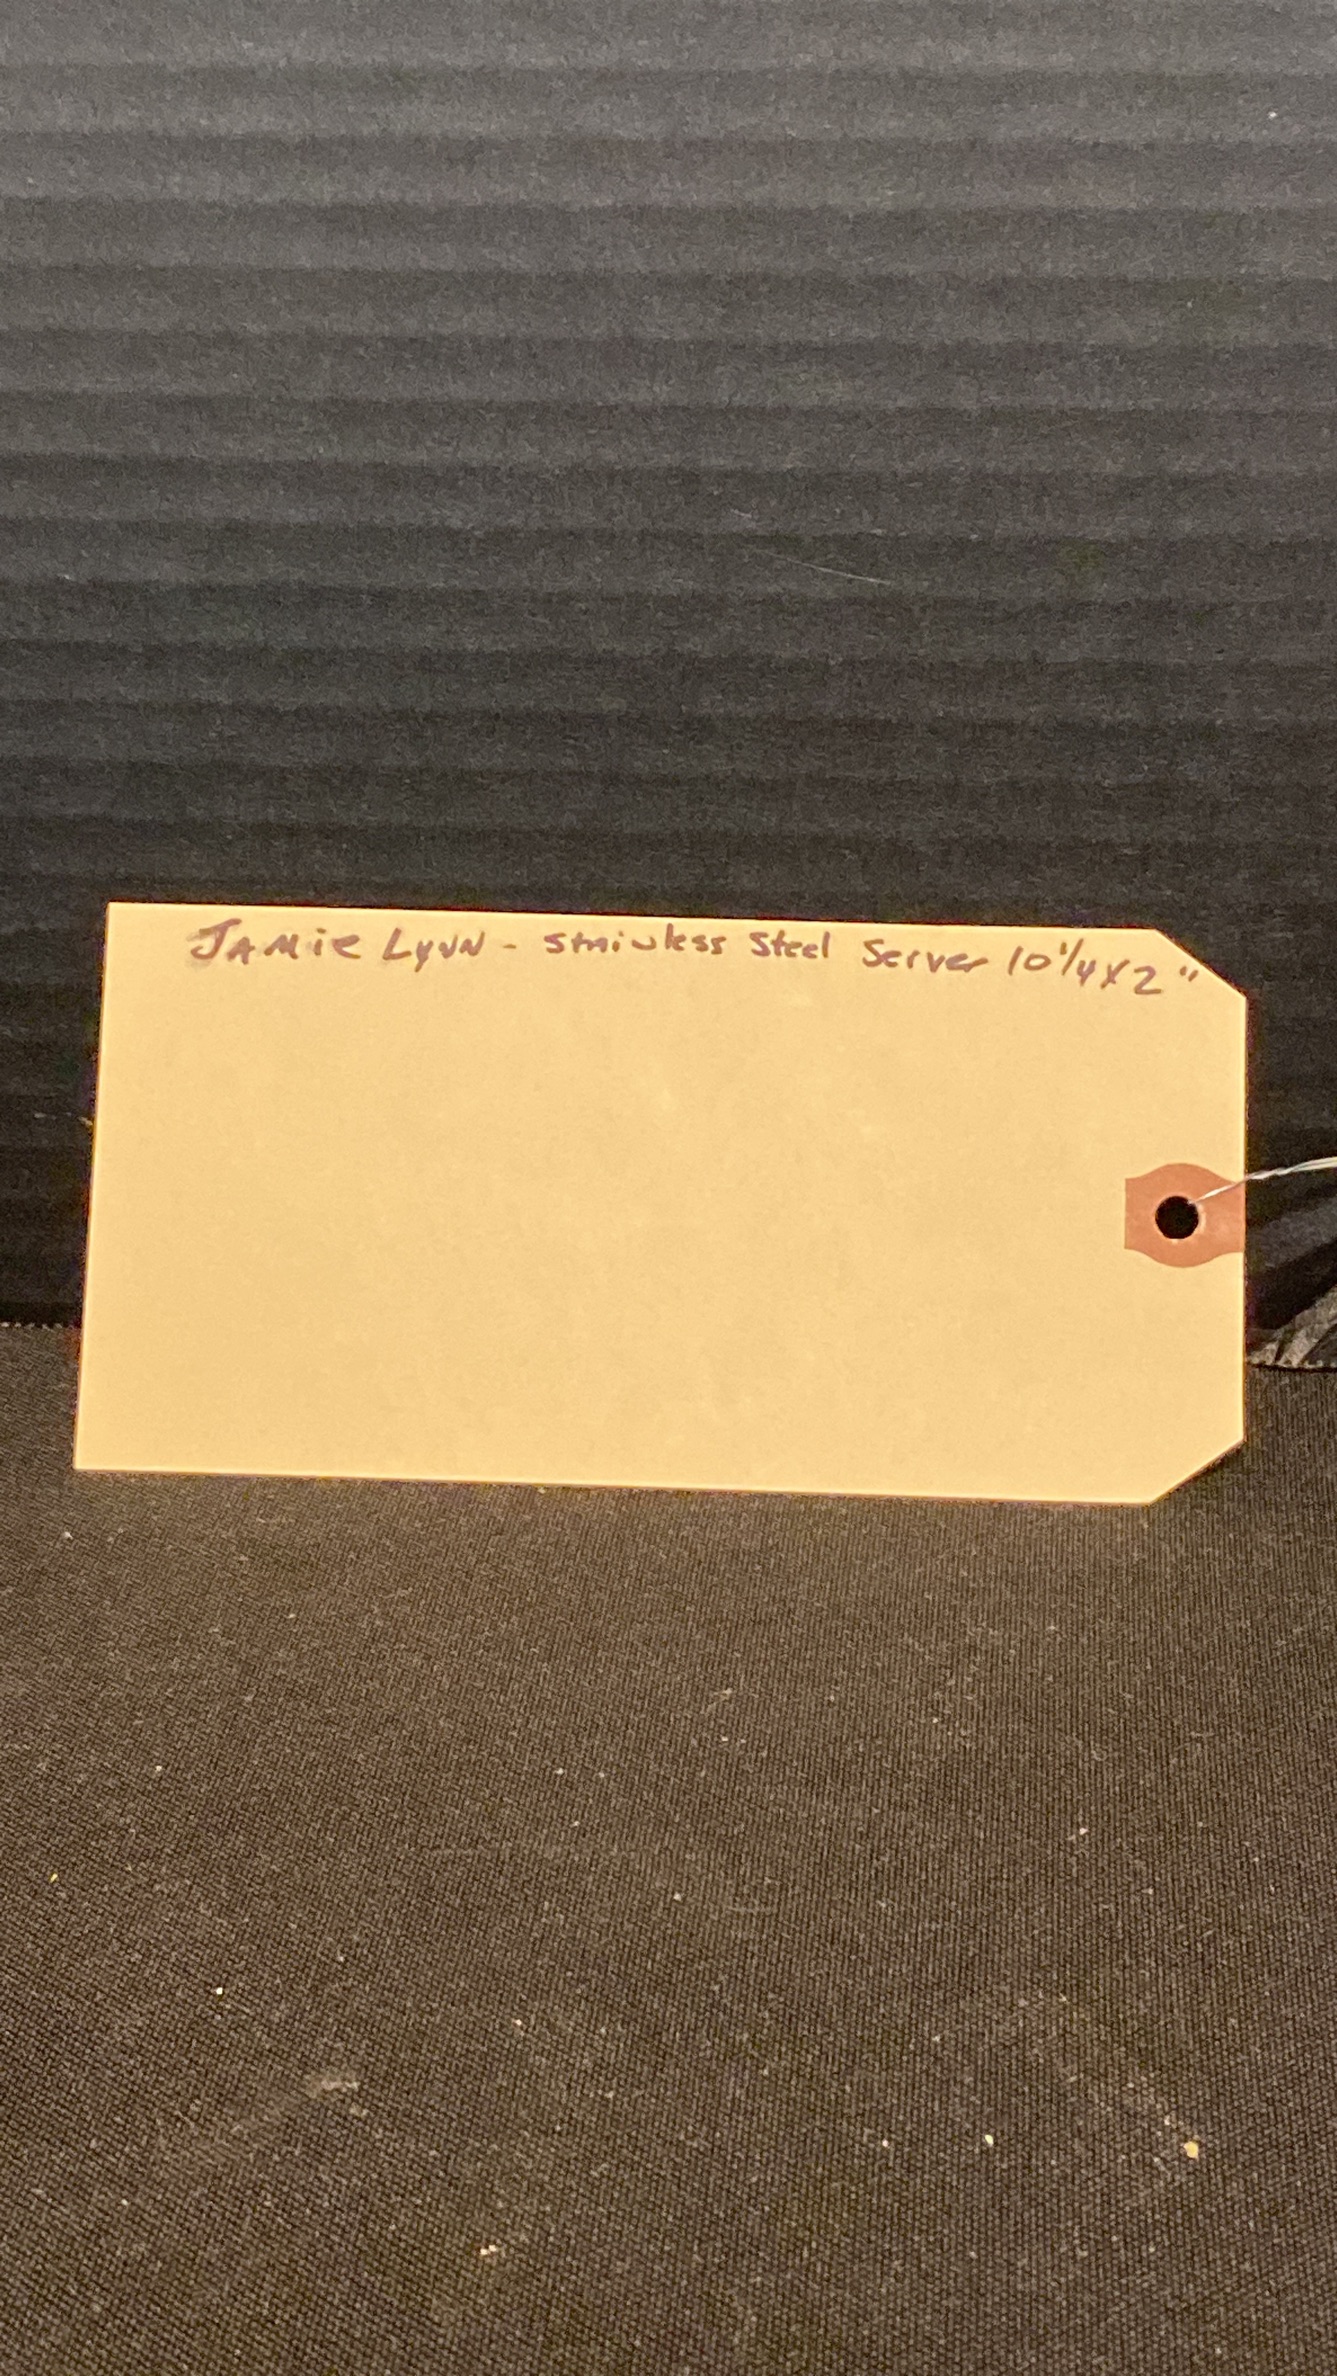 Jamie Lynn - Stainless Steel Server 10 1/4 x 2"